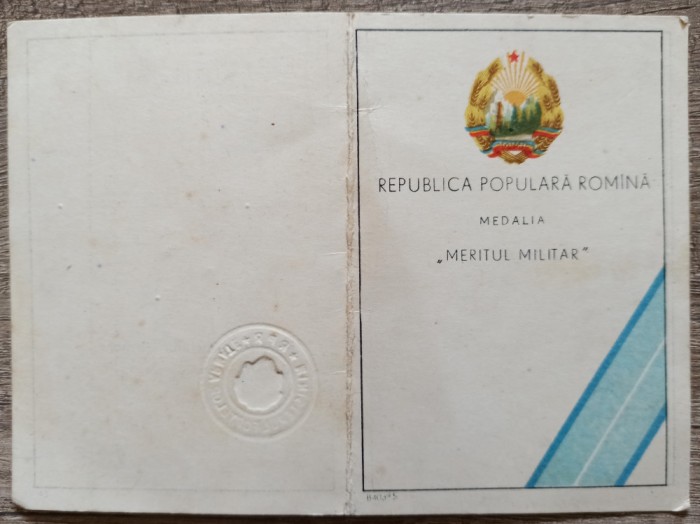 REPUBLICA POPULARĂ ROMÎNĂ
MEDALIA
„MERITUL MILITAR"